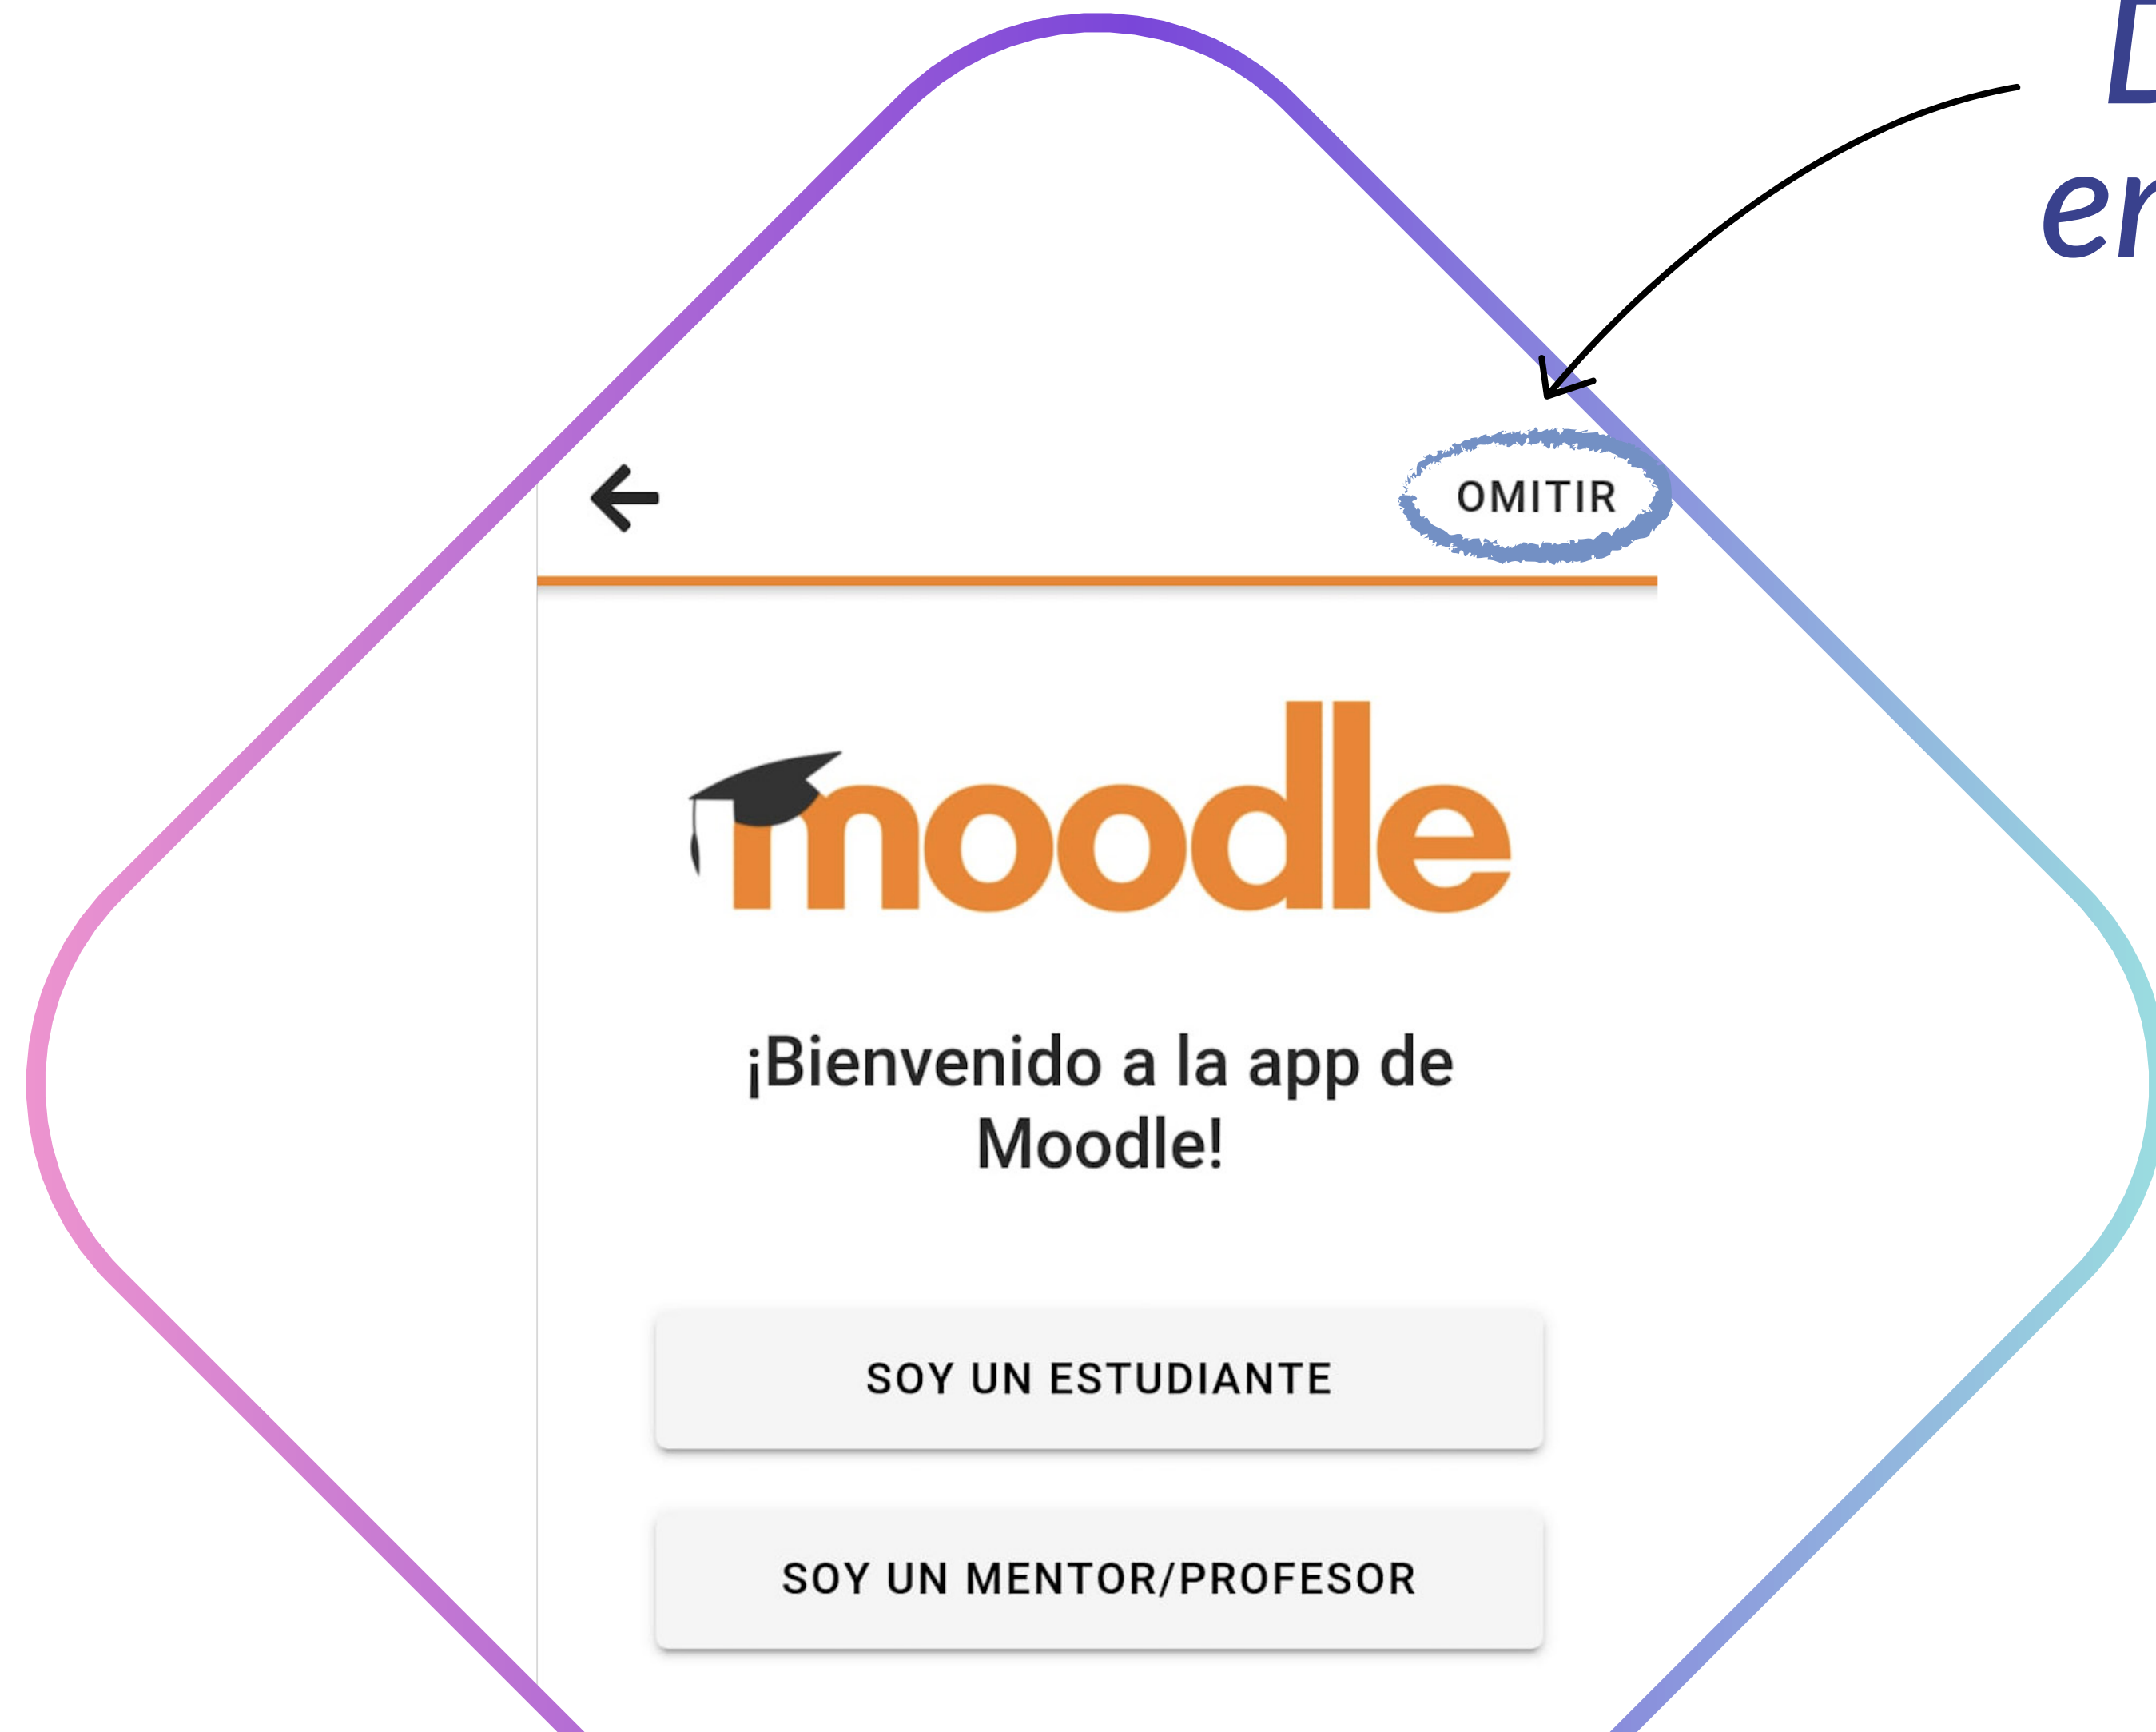 OMITIR
moodle
¡Bienvenido a la app de
Moodle!
SOY UN ESTUDIANTE
SOY UN MENTOR/PROFESOR